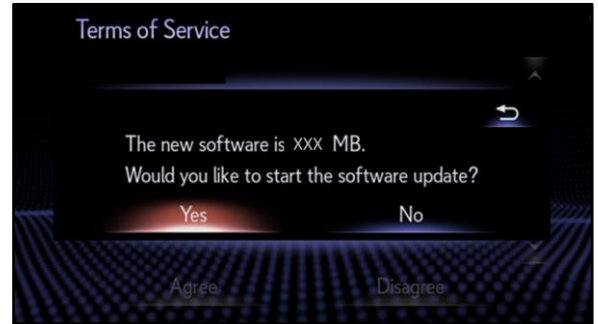 Terms of Service
The new software is XXX MB.
Would you like to start the software update?
Yes
No
Agree
Disagree